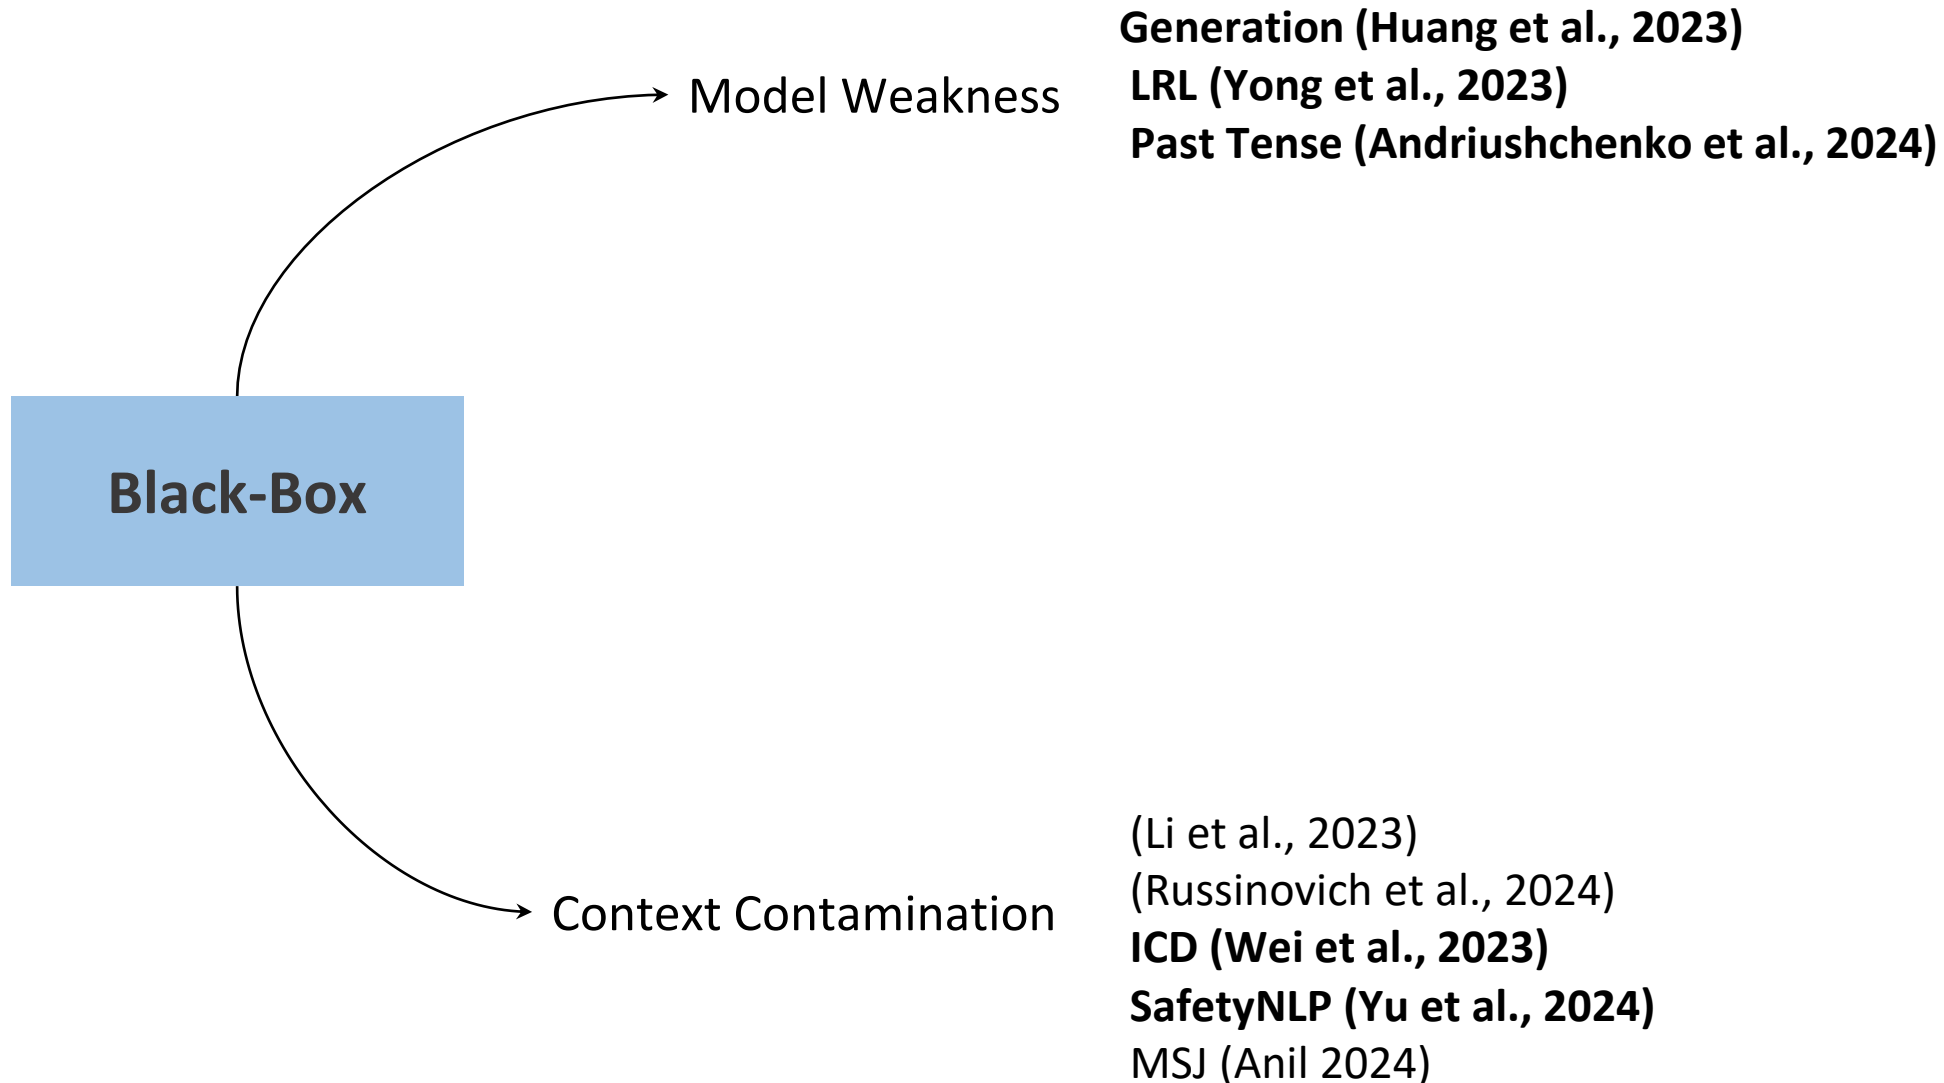 Generation (Huang et al., 2023)
LRL (Yong et al., 2023)
Past Tense (Andriushchenko et al., 2024)
Model Weakness
Black-Box
Context Contamination
(Li et al., 2023)
(Russinovich et al., 2024)
ICD (Wei et al., 2023)
SafetyNLP (Yu et al., 2024)
MSJ (Anil 2024)